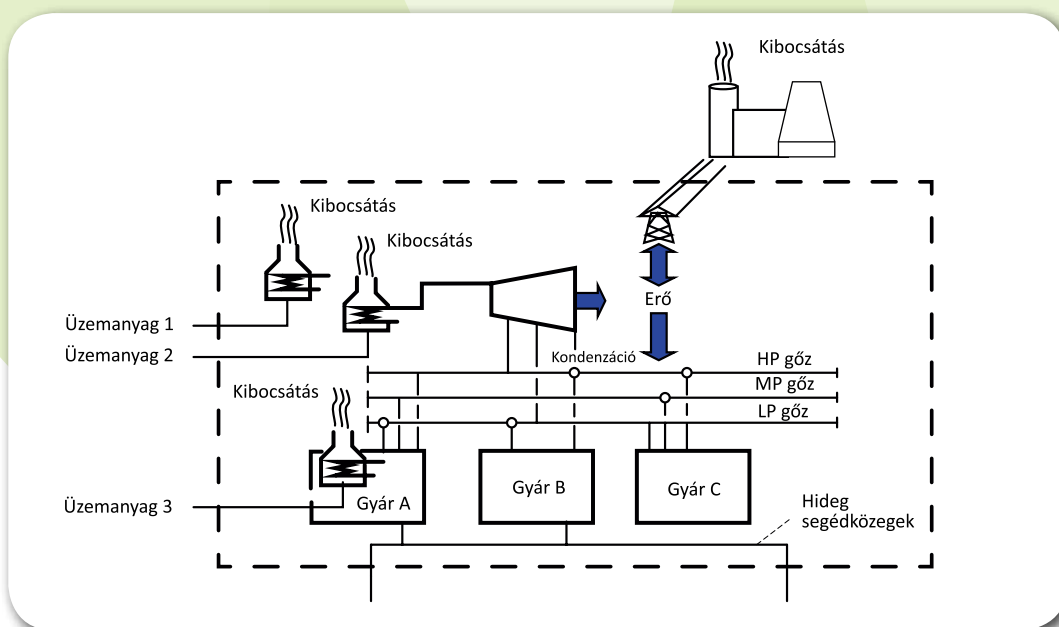 Kibocsátás
Kibocsátás
Kibocsátás
Erő
Üzemanyag 1
Üzemanyag 2
Kondenzáció
HP gőz
MP gőz
Kibocsátás
LP gőz
Gyár A
Gyár B
Gyár C
Üzemanyag 3
Hideg
segédközegek